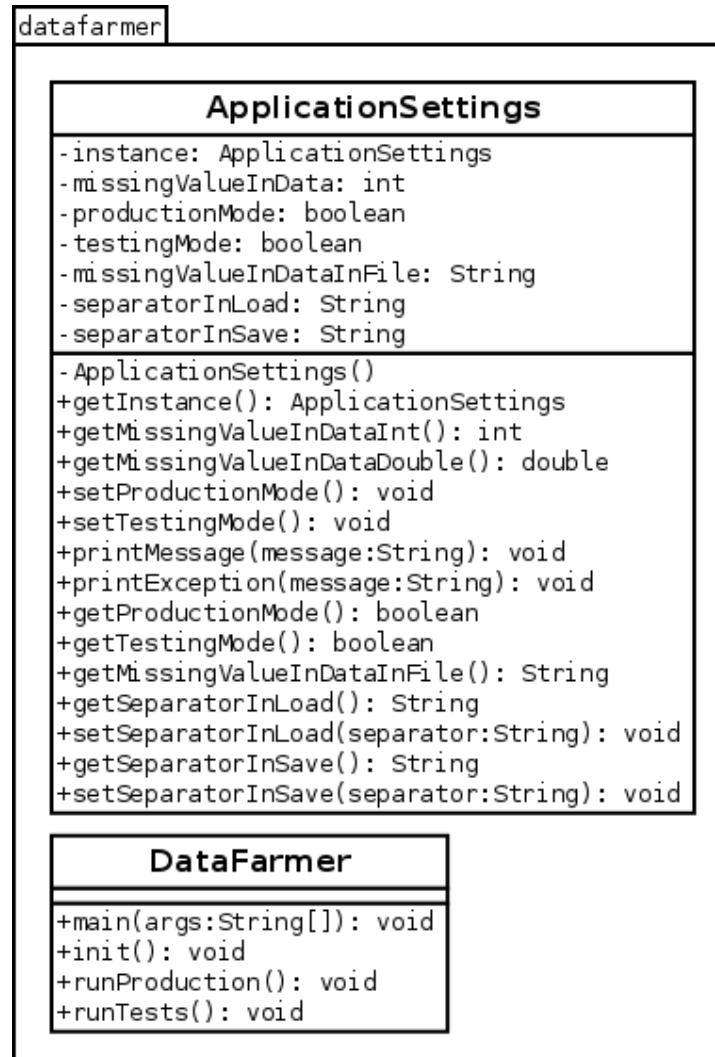 datafarmer
ApplicationSettings
-instance: ApplicationSettings
-missingValueInData: int
-productionMode: boolean
-testingMode: boolean
-missingValueInDataInFile: String
-separatorInLoad: String
-separatorInSave: String
-ApplicationSettings()
+getInstance(): ApplicationSettings
+getMissingValueInDataInt(): int
+getMissingValueInDataDouble(): double
+setProductionMode(): void
+setTestingMode(): void
+printMessage(message:String): void
+printException(message:String): void
+getProductionMode(): boolean
+getTestingMode(): boolean
+getMissingValueInDataInFile(): String
+getSeparatorInLoad(): String
+setSeparatorInLoad(separator:String): void
+getSeparatorInSave(): String
+setSeparatorInSave(separator:String): void
DataFarmer
+main(args:String[]): void
+init(): void
+runProduction(): void
+runTests(): void